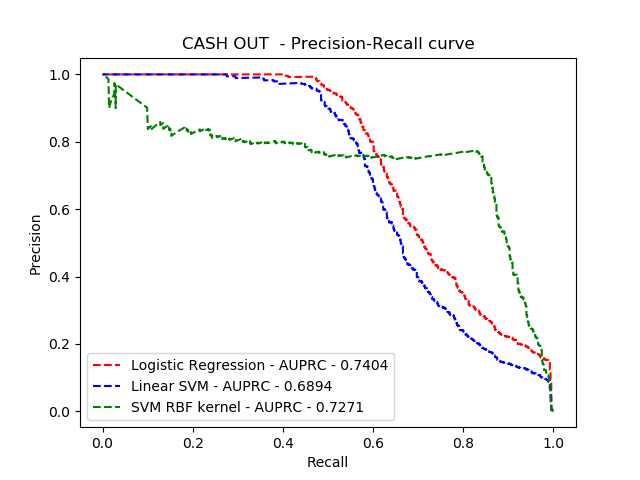 CASH OUT  - Precision-Recall curve
1.0
0.8
0.6
0.4
0.2
0.0
Precision
Logistic Regression - AUPRC - 0.7404
Linear SVM - AUPRC - 0.6894
SVM RBF kernel - AUPRC - 0.7271
0.0 0.2 0.4 0.6 0.8 1.0
Recall